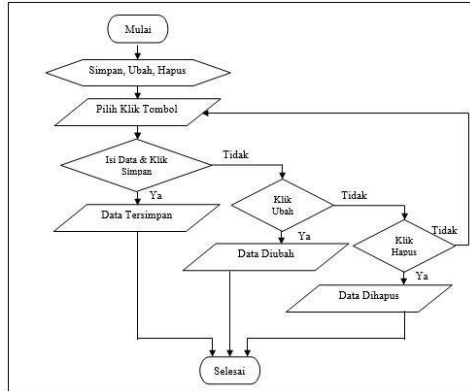 Mulai
Simpan, Ubah, Hapus
Pilih Klik Tombol
Isi Data & Klik
Simpan
Tidak
Ya
Data Tersimpan
Klik
Ubah
Tidak
Ya
Data Diubah
Klik
Hapus
Tidak
Ya
Data Dihapus
Selesai